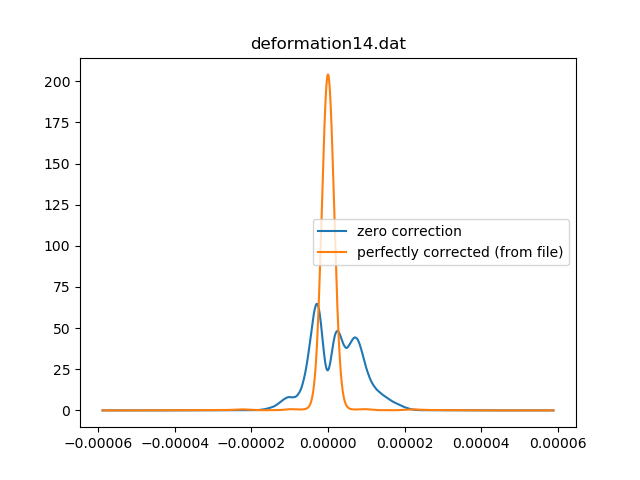 deformation14.dat
200
175
150
125
100
75
50
25
0
zero correction
perfectly corrected (from file)
−0.00006 −0.00004 −0.00002 0.00000 0.00002 0.00004 0.00006